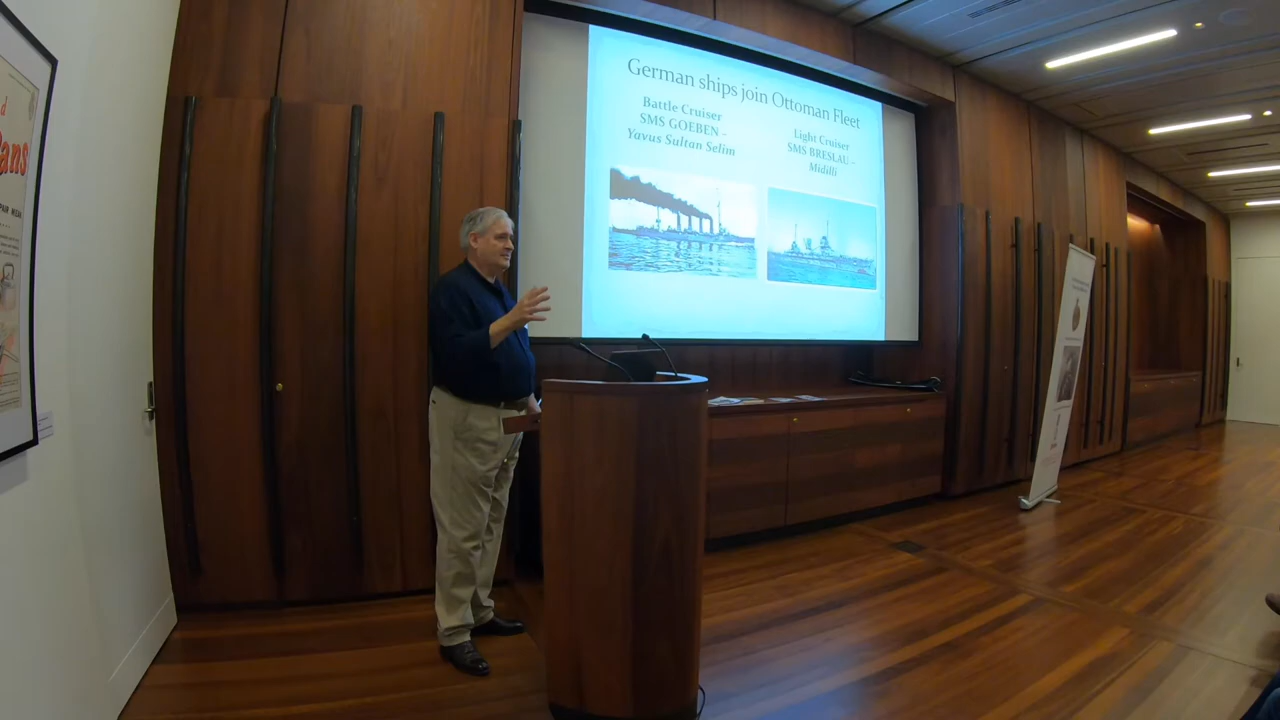 German ships join Ottoman Fleet
Battle Cruiser
SMS GOEBEN -
Yavus Sultan Selim
Light Cruiser
SMS BRESLAU -
Midilli